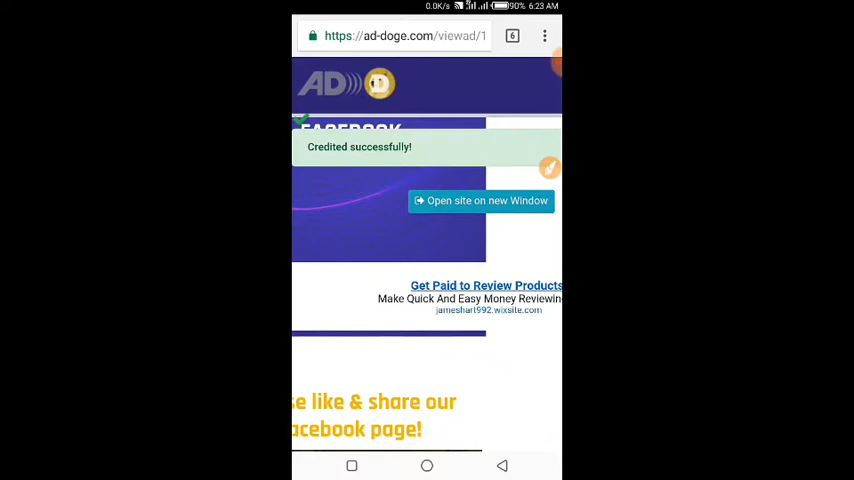 0.0K/s 90% 6:23 AM
https://ad-doge.com/viewad/1 6
AD
FACEBOOK
Credited successfully!
Open site on new Window
Get Paid to Review Products
Make Quick And Easy Money Reviewin
jameshart992.wixsite.com
se like & share our
acebook page!